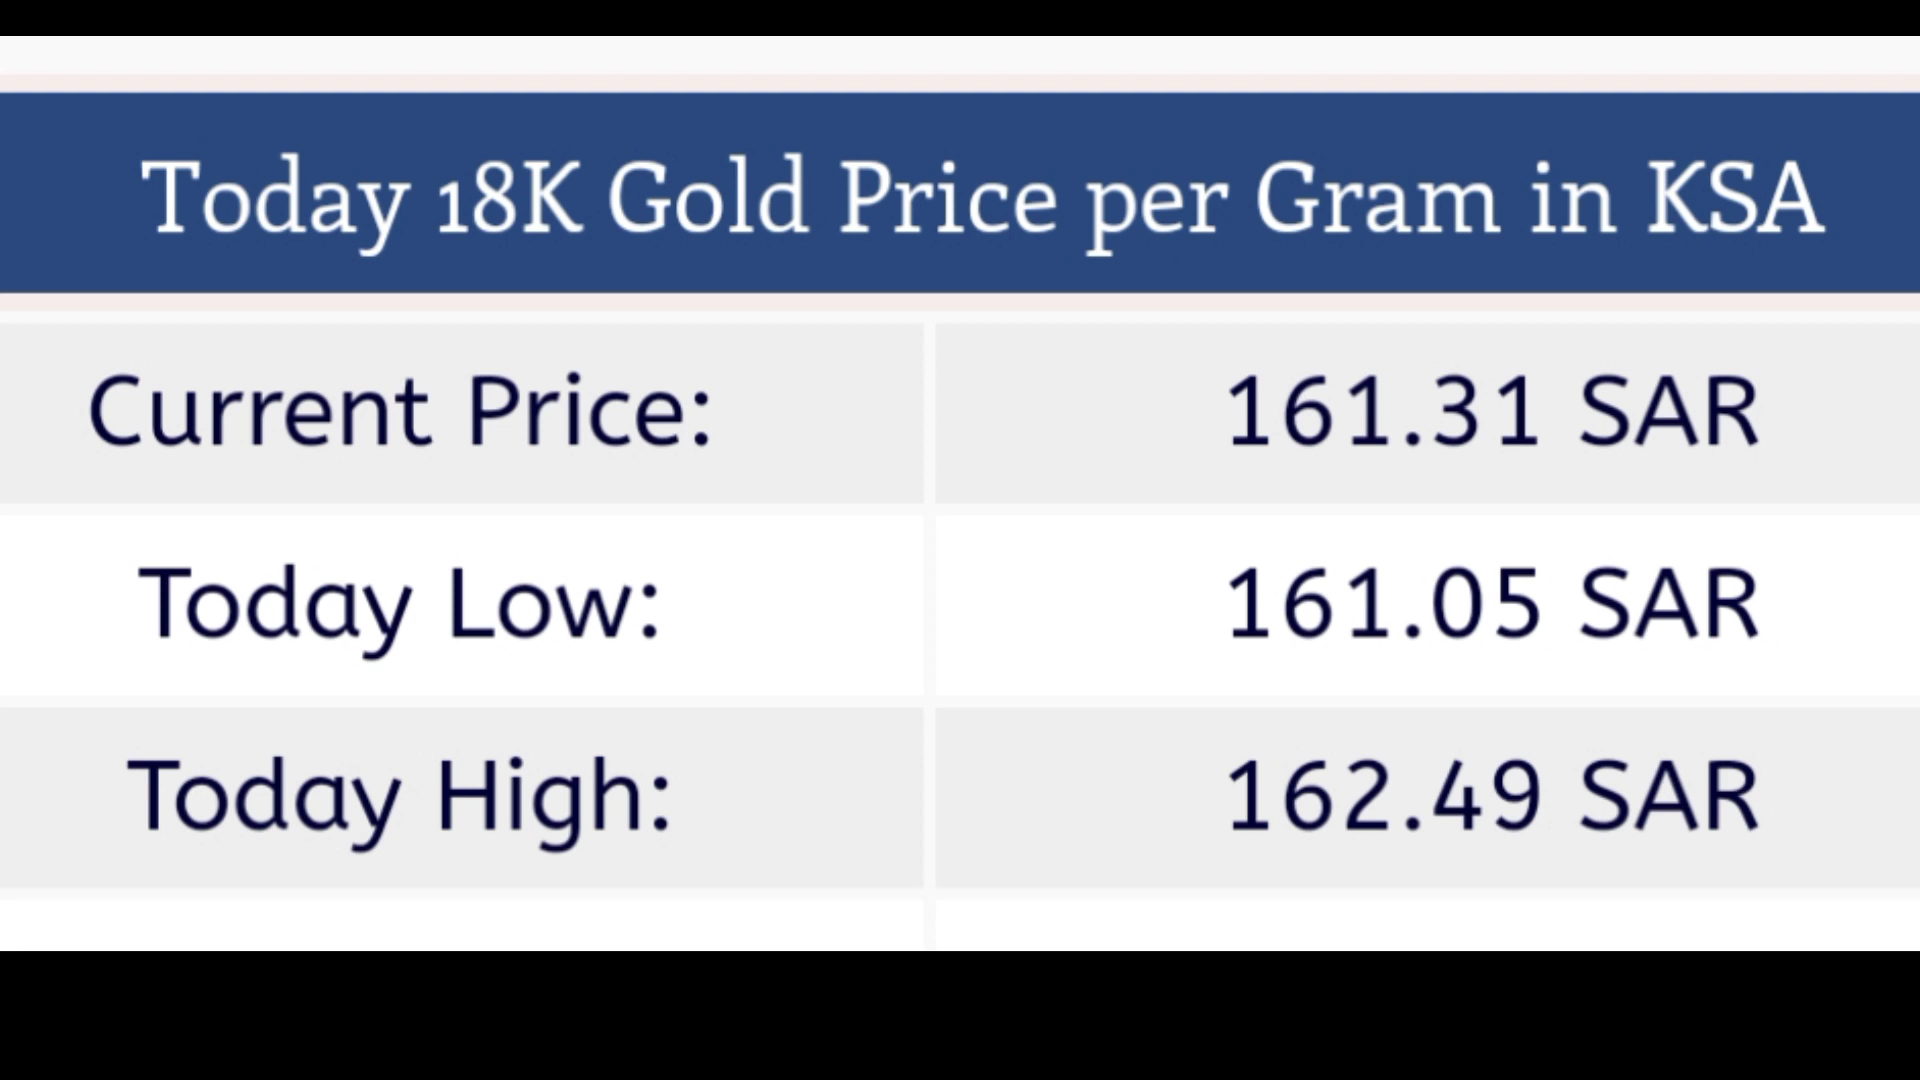 Today 18K Gold Price per Gram in KSA
Current Price: 161.31 SAR
Today Low: 161.05 SAR
Today High: 162.49 SAR